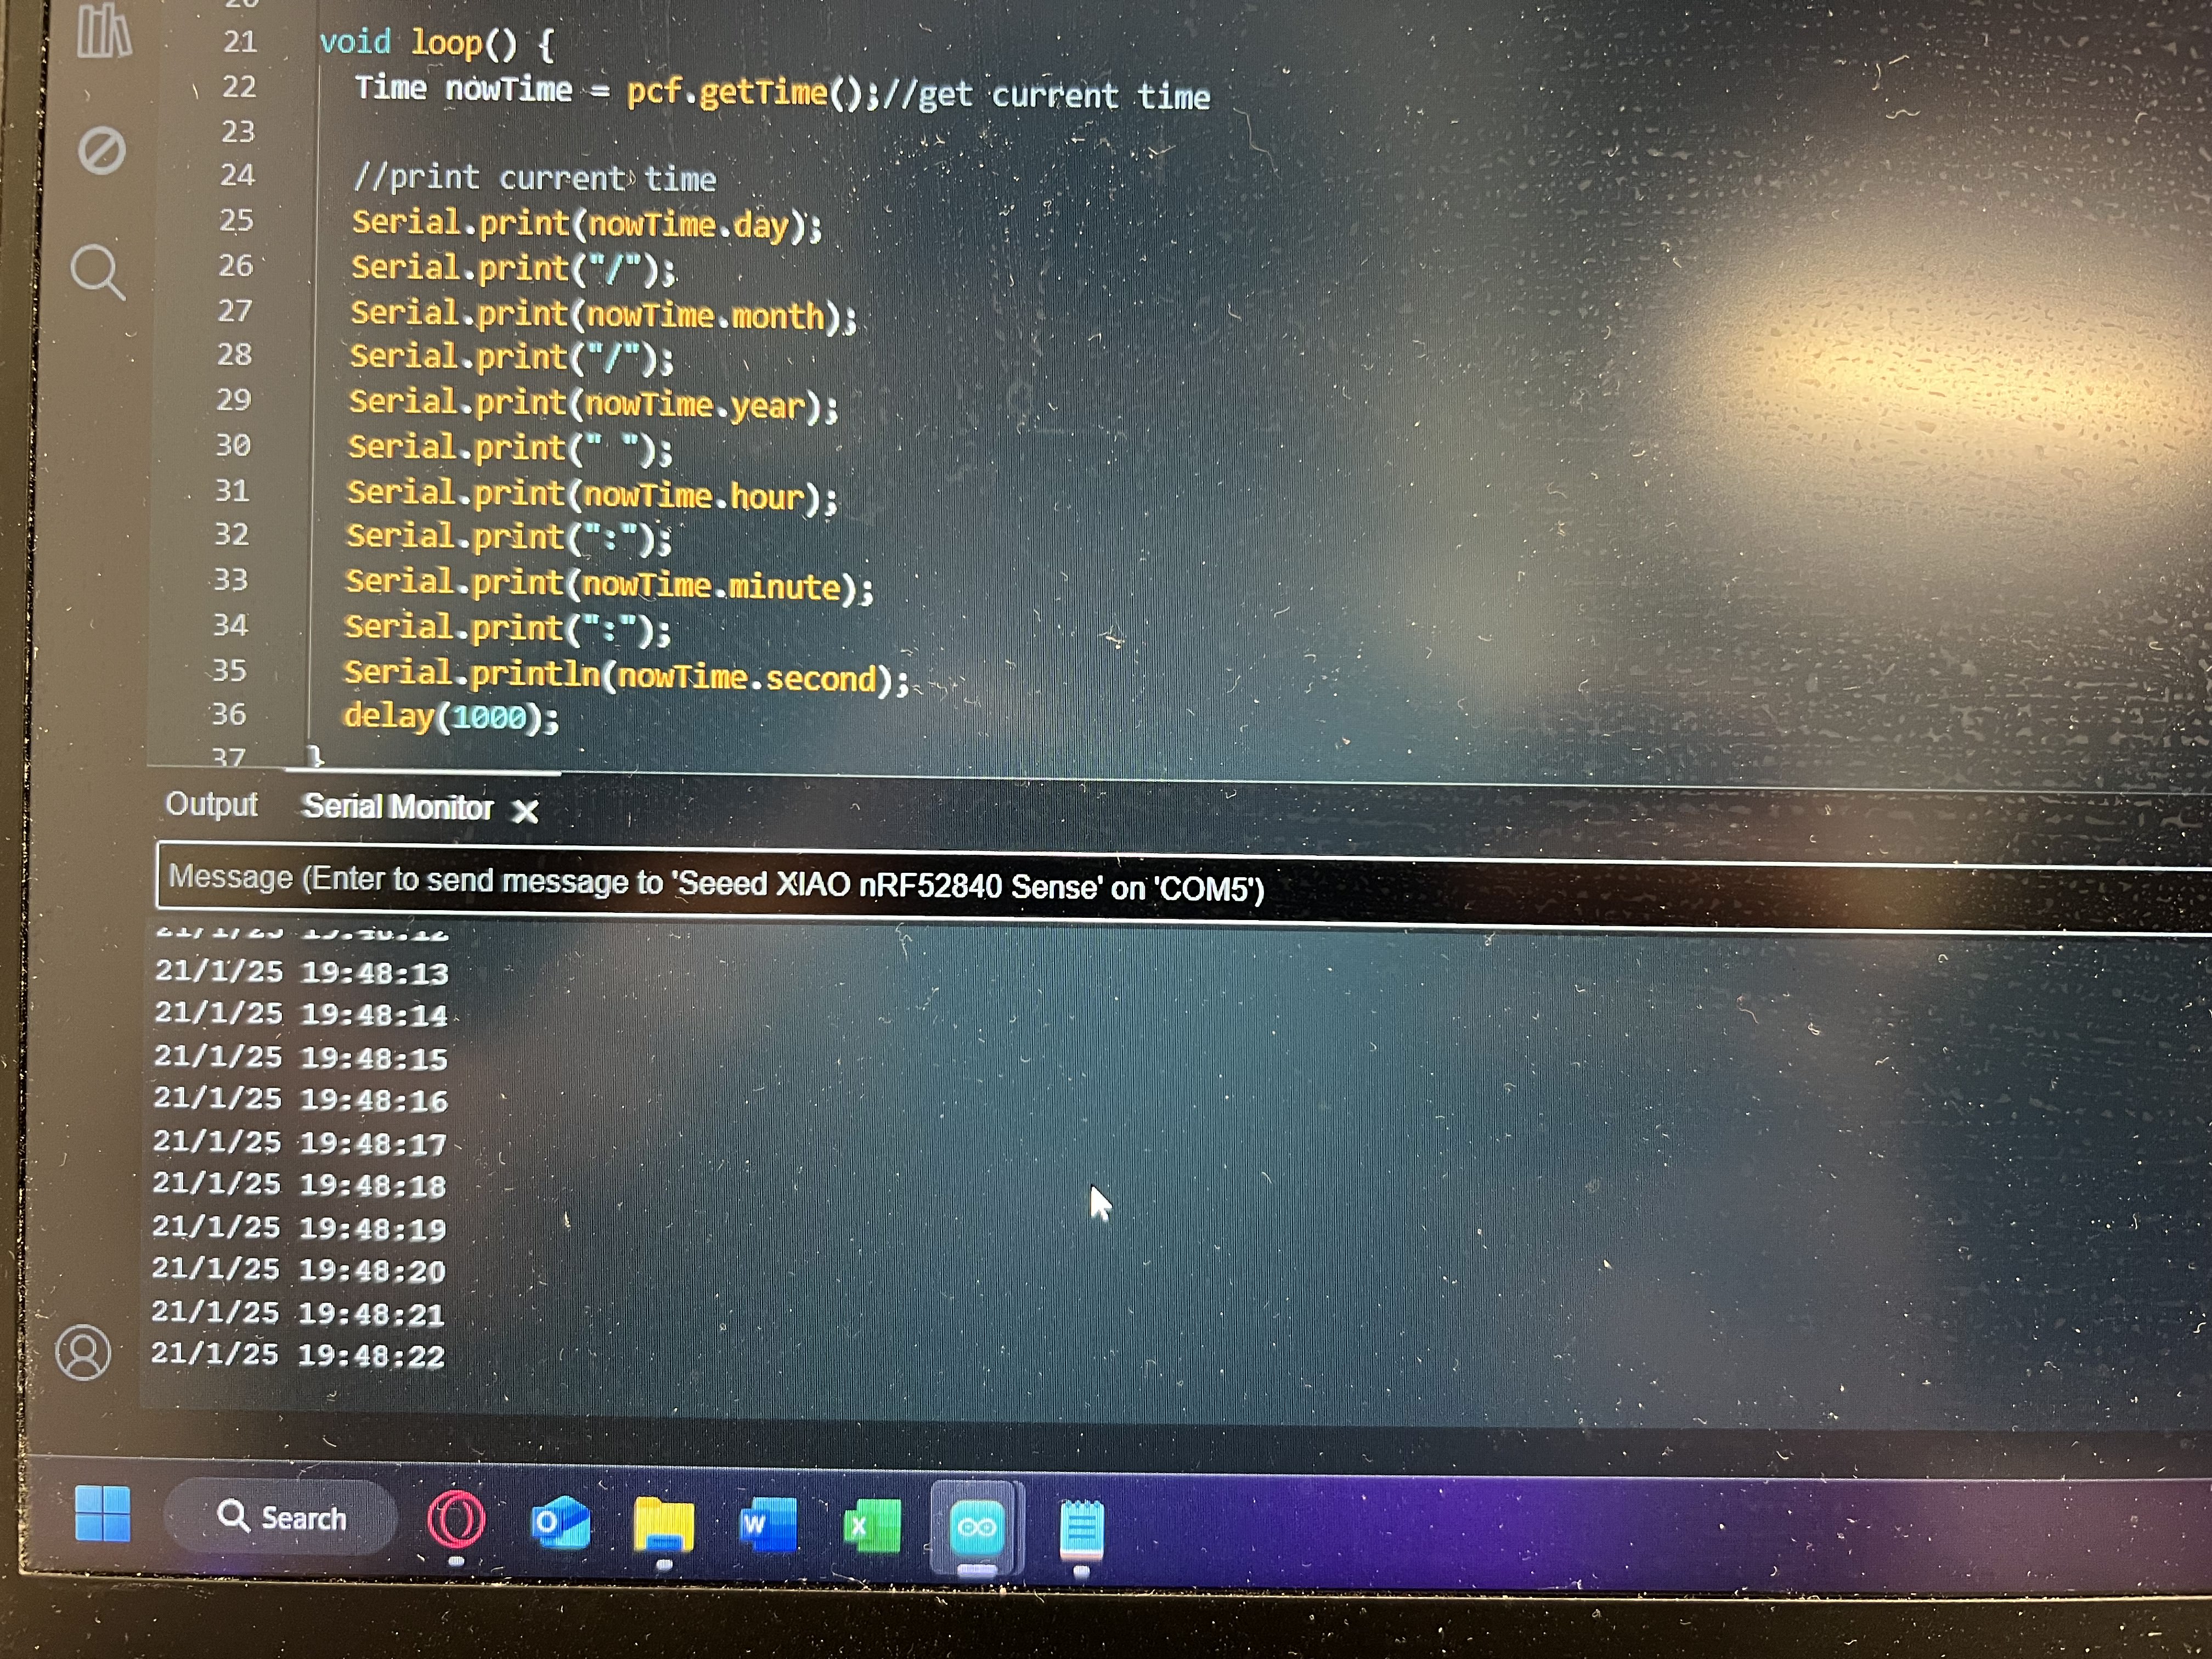 21 void loop() {
22 Time nowTime = pcf.getTime();//get current time
23
24 //print current time
25 Serial.print(nowTime.day);
26 Serial.print("/");
27 Serial.print(nowTime.month);
28 Serial.print("/");
29 Serial.print(nowTime.year);
30 Serial.print(" ");
31 Serial.print(nowTime.hour);
32 Serial.print(":");
33 Serial.print(nowTime.minute);
34 Serial.print(":");
35 Serial.println(nowTime.second);
36 delay(1000);
37 }
Output Serial Monitor X
Message (Enter to send message to 'Seeed XIAO nRF52840 Sense' on 'COM5')
21/1/25 19:48:13
21/1/25 19:48:14
21/1/25 19:48:15
21/1/25 19:48:16
21/1/25 19:48:17
21/1/25 19:48:18
21/1/25 19:48:19
21/1/25 19:48:20
21/1/25 19:48:21
21/1/25 19:48:22
Search